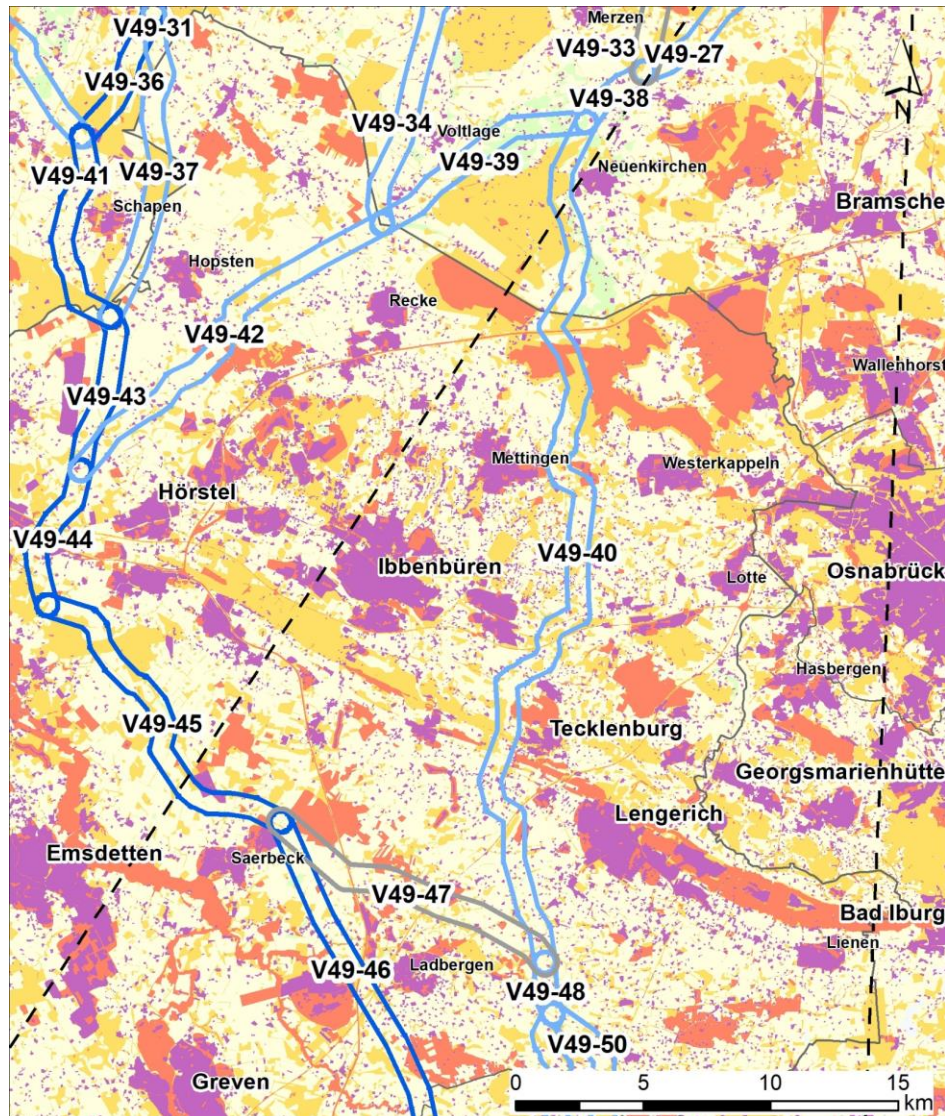 Merzen
V49-31
V49-33
V49-27
V49-36
V49-38
V49-34
Voltlage
V49-39
V49-41
V49-37
Neuenkirchen
N
Schapen
Bramsche
Hopsten
Recke
V49-42
Wallenhorst
V49-43
Mettingen
Westerkappeln
Hörstel
V49-44
V49-40
Ibbenbüren
Lotte
Osnabrück
Hasbergen
V49-45
Tecklenburg
Georgsmarienhütte
Lengerich
Emsdetten
Saerbeck
V49-47
Bad Iburg
Lienen
V49-46
Ladbergen
V49-48
V49-50
Greven
0 5 10 15
km